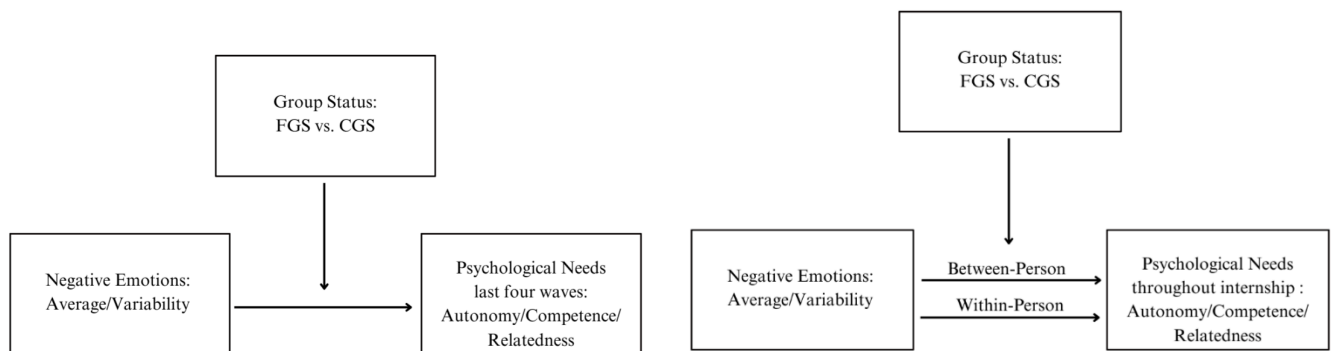 Group Status:
FGS vs. CGS
Negative Emotions:
Average/Variability
Psychological Needs
last four waves:
Autonomy/Competence/
Relatedness
Group Status:
FGS vs. CGS
Negative Emotions:
Average/Variability
Between-Person
Within-Person
Psychological Needs
throughout internship :
Autonomy/Competence/
Relatedness